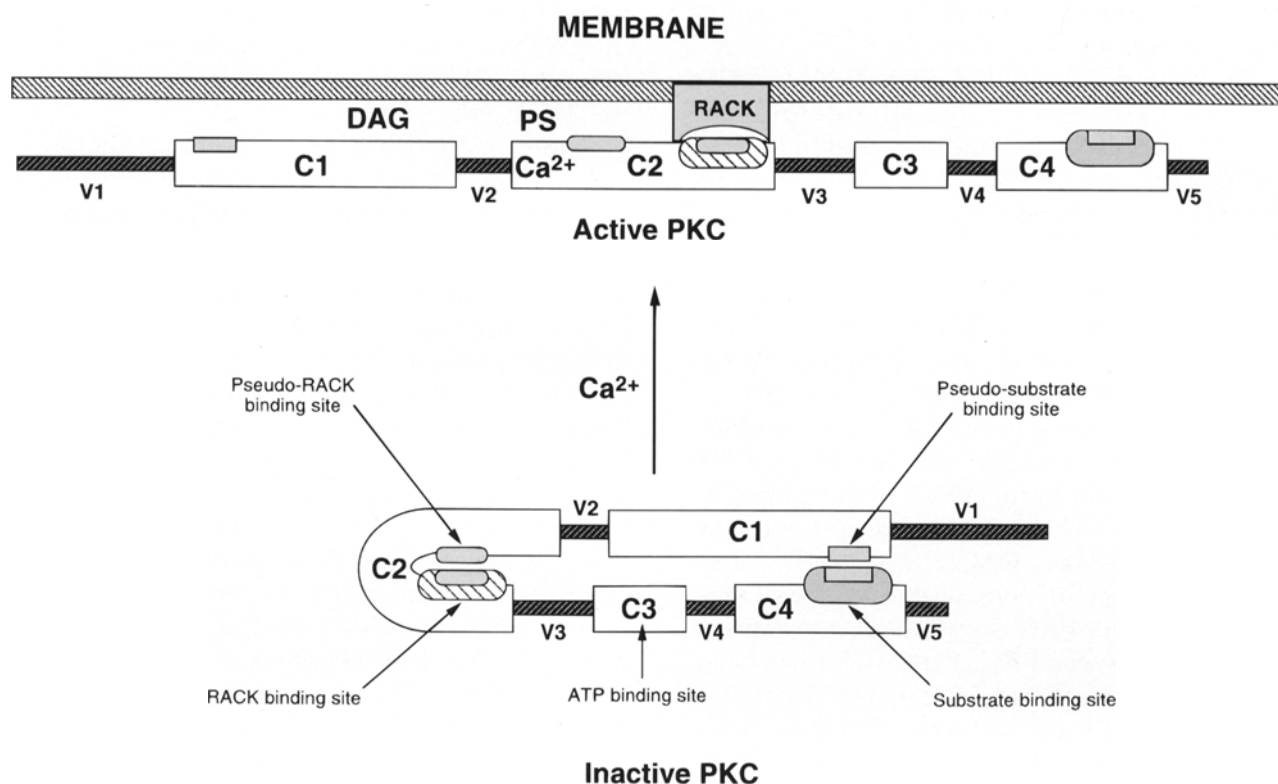 MEMBRANE
RACK
DAG
PS
C1
Ca2+
C2
C3
C4
V1
V2
V3
V4
V5
Active PKC
Ca2+
Pseudo-RACK
binding site
Pseudo-substrate
binding site
V2
C1
V1
C2
V3
C3
V4
C4
V5
RACK binding site
ATP binding site
Substrate binding site
Inactive PKC